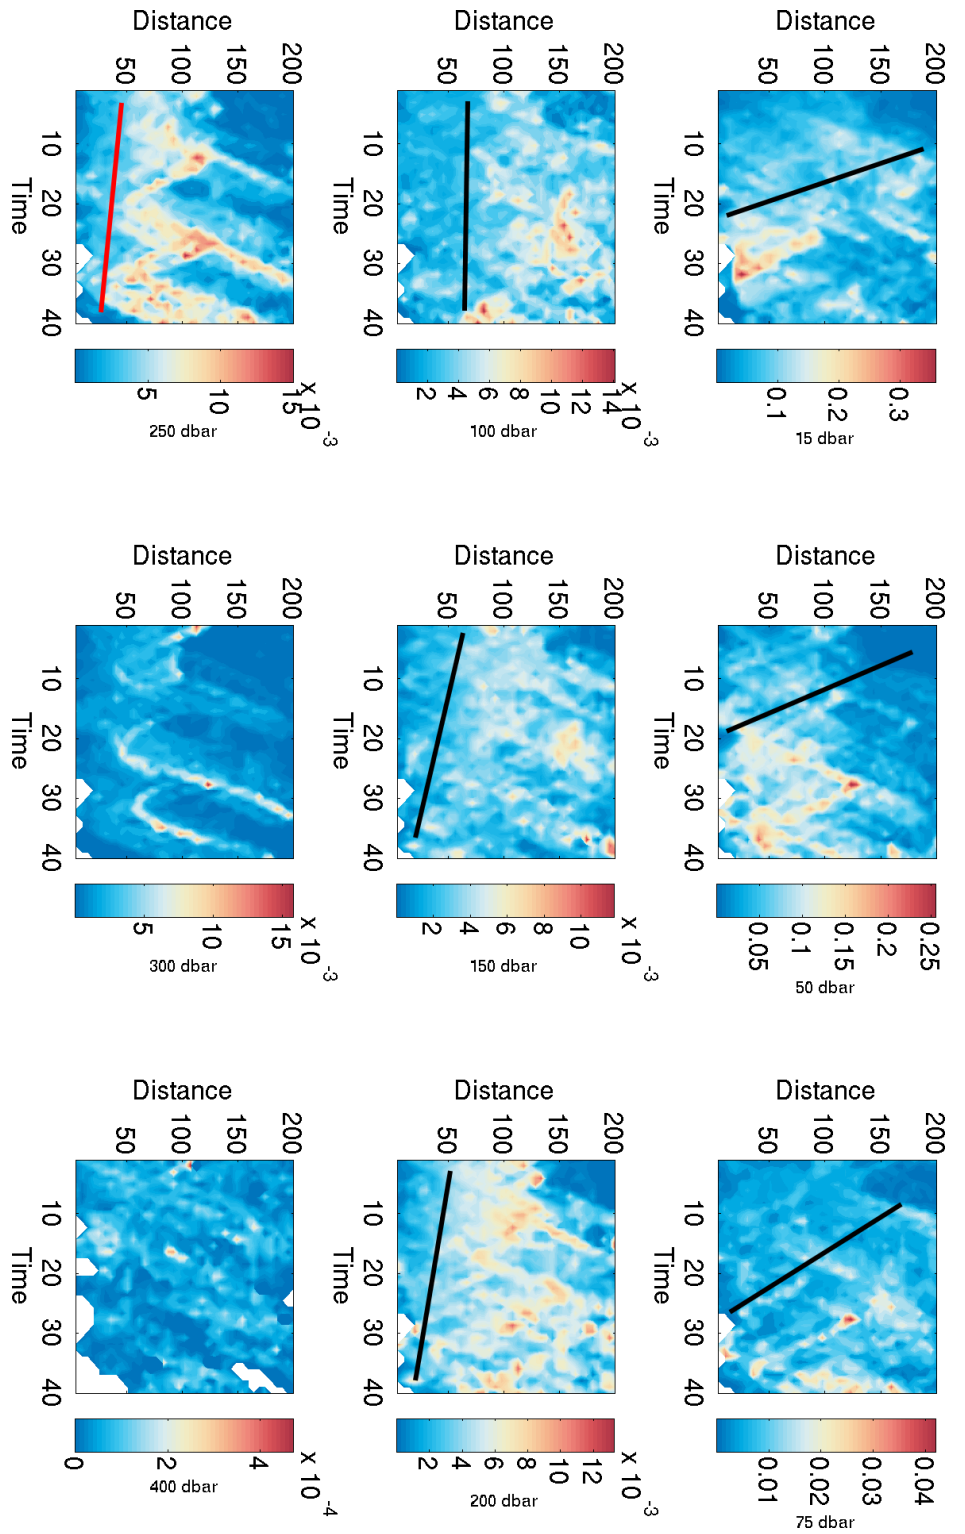 Distance
50 100 150 200
10 20 30 40
Time
0.1 0.2 0.3
15 dbar
Distance
50 100 150 200
10 20 30 40
Time
0.05 0.1 0.15 0.2 0.25
50 dbar
Distance
50 100 150 200
10 20 30 40
Time
0.01 0.02 0.03 0.04
75 dbar
Distance
50 100 150 200
10 20 30 40
Time
2 4 6 8 10 12 14
x 10 -3
100 dbar
Distance
50 100 150 200
10 20 30 40
Time
2 4 6 8 10
x 10 -3
150 dbar
Distance
50 100 150 200
10 20 30 40
Time
2 4 6 8 10 12
x 10 -3
200 dbar
Distance
50 100 150 200
10 20 30 40
Time
5 10 15
x 10 -3
250 dbar
Distance
50 100 150 200
10 20 30 40
Time
5 10 15
x 10 -3
300 dbar
Distance
50 100 150 200
10 20 30 40
Time
0 2 4
x 10 -4
400 dbar